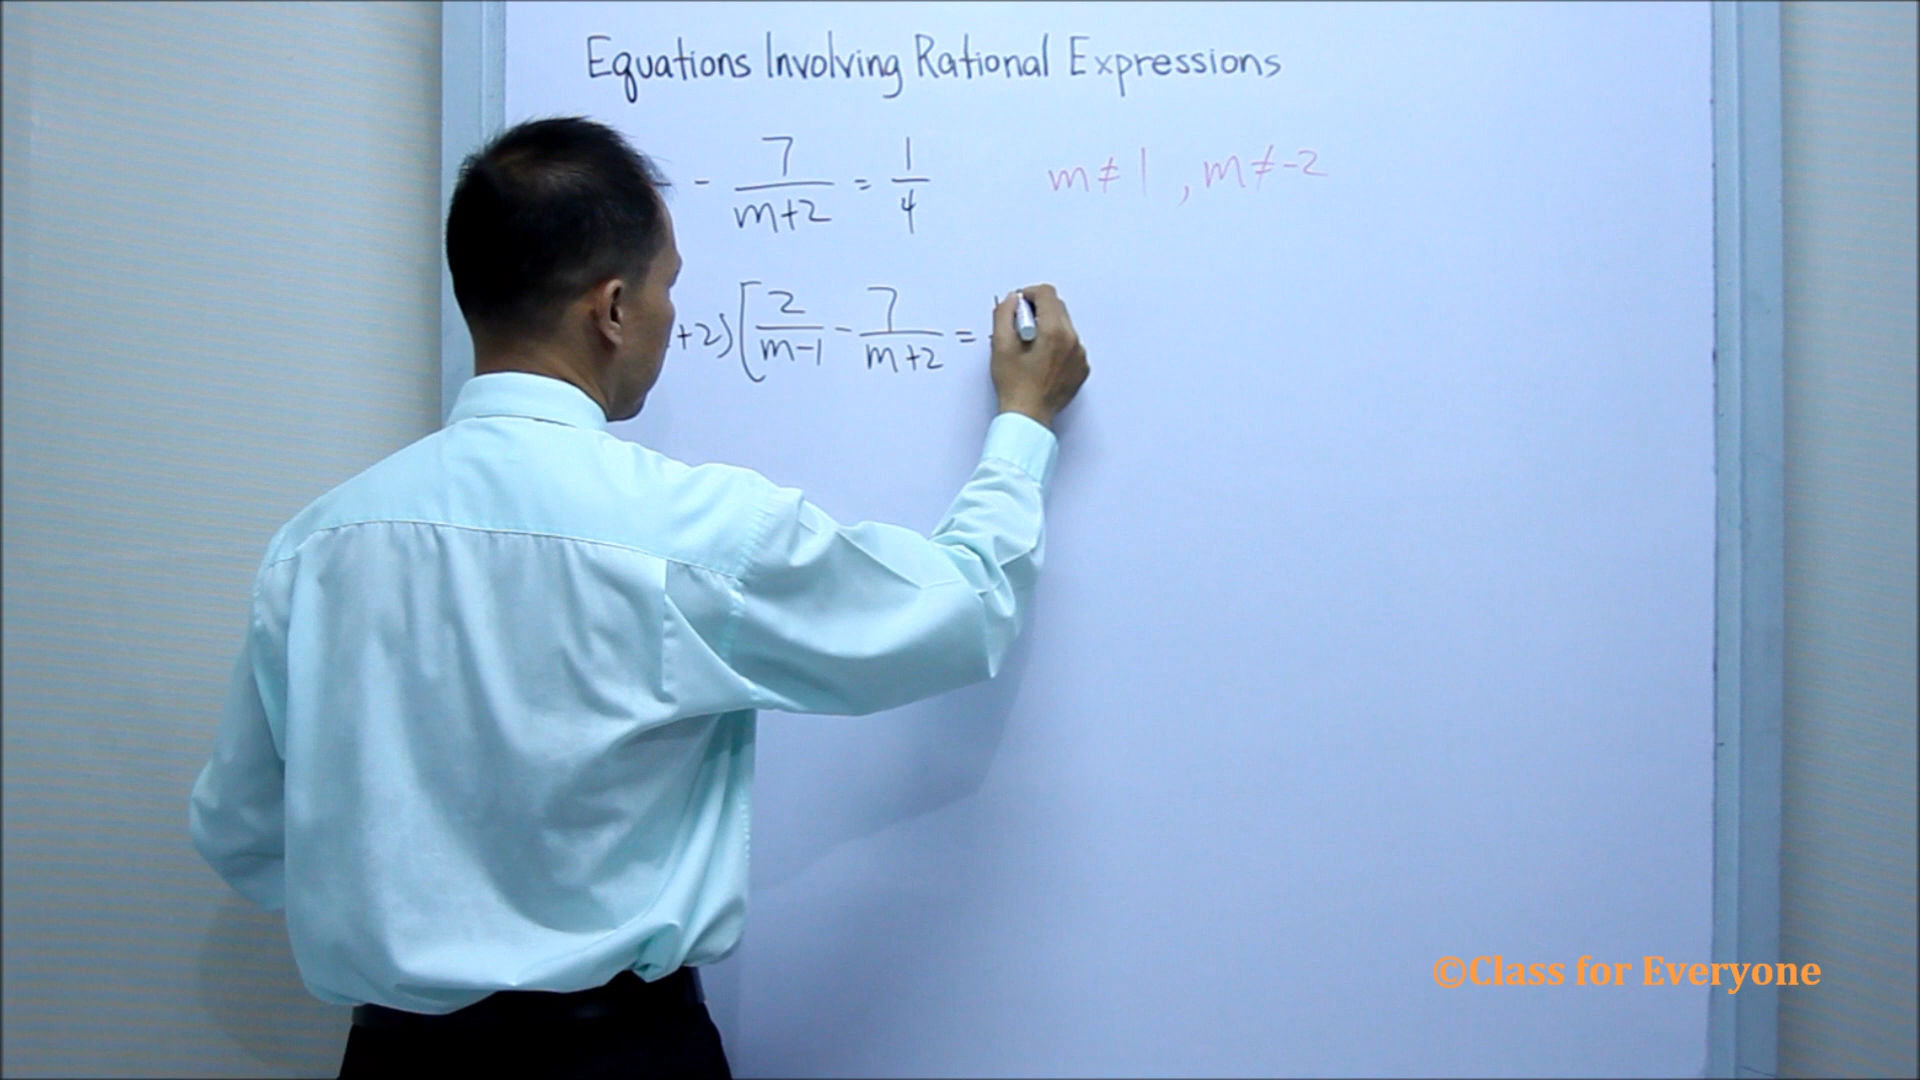 Equations Involving Rational Expressions
- 7/(m+2) = 1/4 m ≠ 1 , m ≠ -2
+2) [ 2/(m-1) - 7/(m+2) =
©Class for Everyone